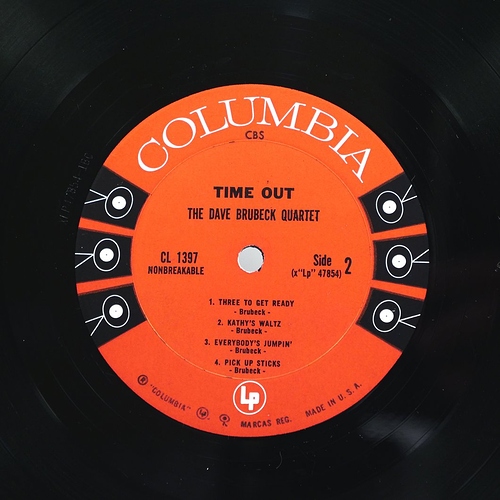 COLUMBIA
CBS
TIME OUT
THE DAVE BRUBECK QUARTET
CL 1397
NONBREAKABLE
Side 2
(x"Lp" 47854)
1. THREE TO GET READY
- Brubeck -
2. KATHY'S WALTZ
- Brubeck -
3. EVERYBODY'S JUMPIN'
- Brubeck -
4. PICK UP STICKS
- Brubeck -
Lp
"COLUMBIA" MARCAS REG. MADE IN U. S. A.